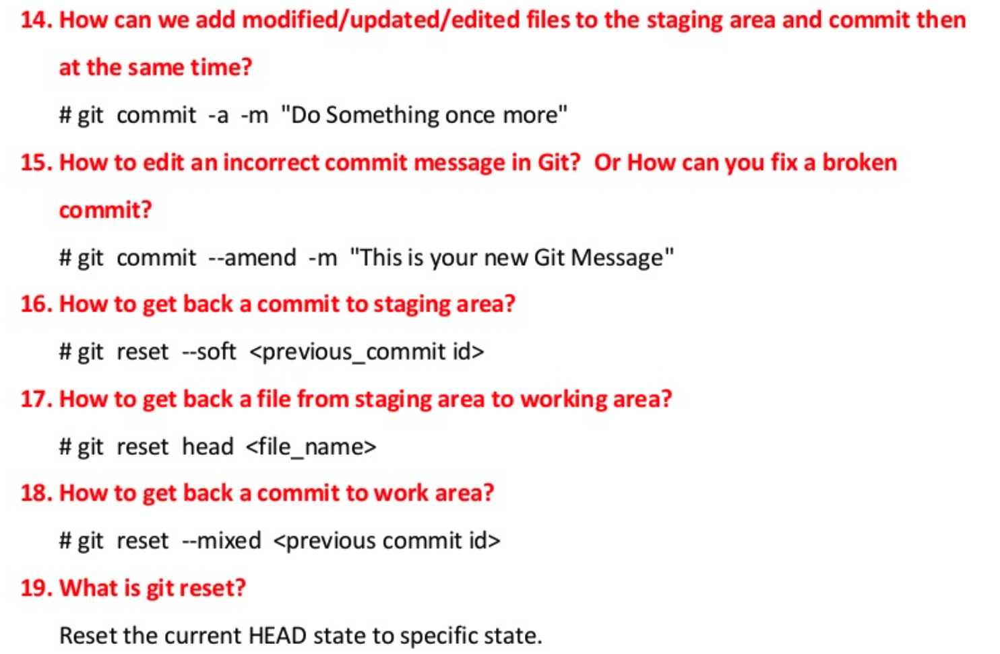 14. How can we add modified/updated/edited files to the staging area and commit then
at the same time?
# git commit -a -m "Do Something once more"
15. How to edit an incorrect commit message in Git? Or How can you fix a broken
commit?
# git commit --amend -m "This is your new Git Message"
16. How to get back a commit to staging area?
# git reset --soft <previous_commit id>
17. How to get back a file from staging area to working area?
# git reset head <file_name>
18. How to get back a commit to work area?
# git reset --mixed <previous commit id>
19. What is git reset?
Reset the current HEAD state to specific state.